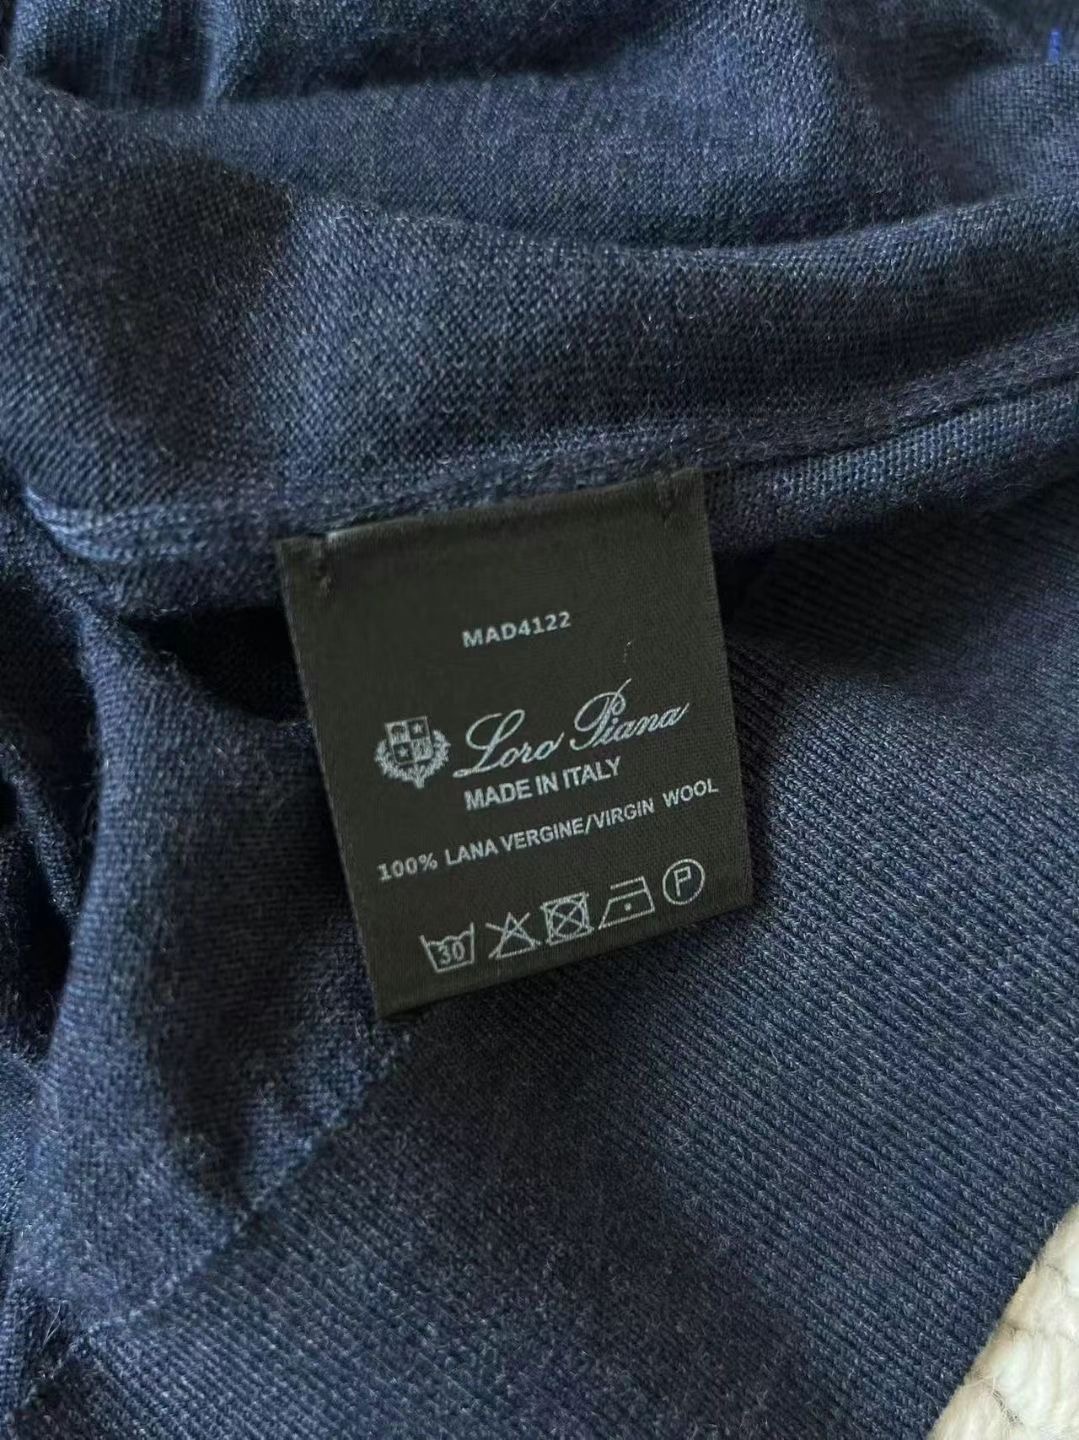 MAD4122
Loro Piana
MADE IN ITALY
100% LANA VERGINE/VIRGIN WOOL
30 P